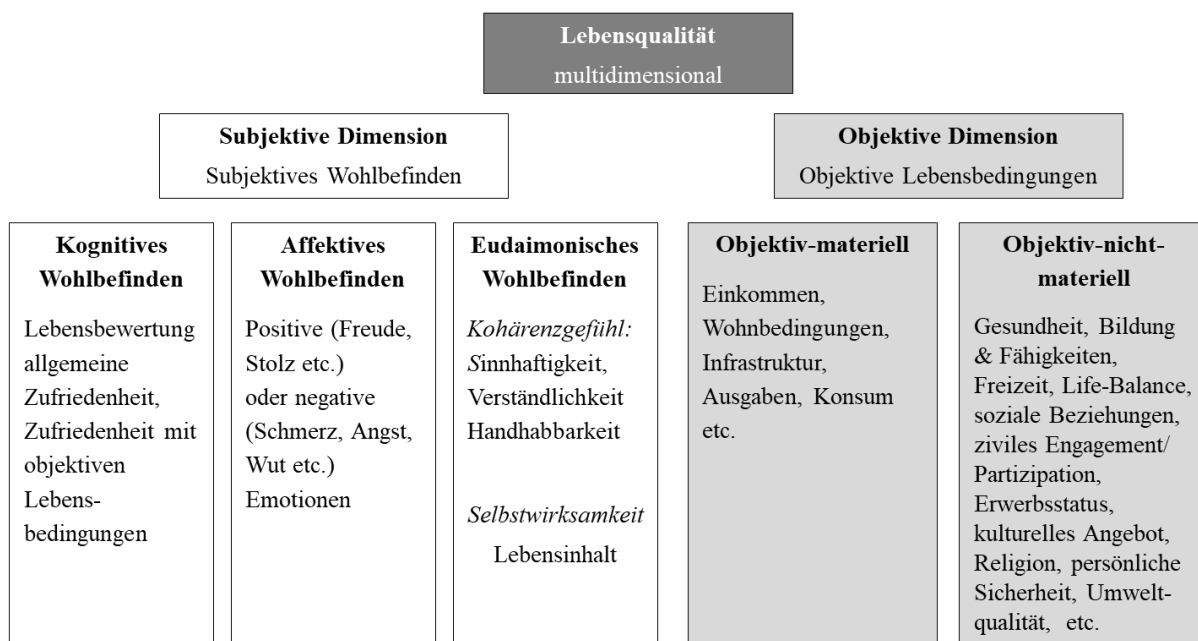 Lebensqualität
multidimensional
Subjektive Dimension
Subjektives Wohlbefinden
Objektive Dimension
Objektive Lebensbedingungen
Kognitives
Wohlbefinden
Lebensbewertung
allgemeine
Zufriedenheit,
Zufriedenheit mit
objektiven
Lebens-
bedingungen
Affektives
Wohlbefinden
Positive (Freude,
Stolz etc.)
oder negative
(Schmerz, Angst,
Wut etc.)
Emotionen
Eudaimonisches
Wohlbefinden
Kohärenzgefühl:
Sinnhaftigkeit,
Verständlichkeit
Handhabbarkeit
Selbstwirksamkeit
Lebensinhalt
Objektiv-materiell
Einkommen,
Wohnbedingungen,
Infrastruktur,
Ausgaben, Konsum
etc.
Objektiv-nicht-
materiell
Gesundheit, Bildung
& Fähigkeiten,
Freizeit, Life-Balance,
soziale Beziehungen,
ziviles Engagement/
Partizipation,
Erwerbsstatus,
kulturelles Angebot,
Religion, persönliche
Sicherheit, Umwelt-
qualität, etc.